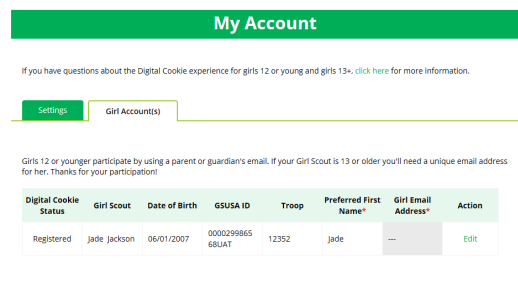 My Account
If you have questions about the Digital Cookie experience for girls 12 or young and girls 13+, click here for more information.
Settings
Girl Account(s)
Girls 12 or younger participate by using a parent or guardian's email. If your Girl Scout is 13 or older you'll need a unique email address
for her. Thanks for your participation!
Digital Cookie Status Girl Scout Date of Birth GSUSA ID Troop Preferred First Name* Girl Email Address* Action
Registered Jade Jackson 06/01/2007 0000299865 68UAT 12352 Jade --- Edit